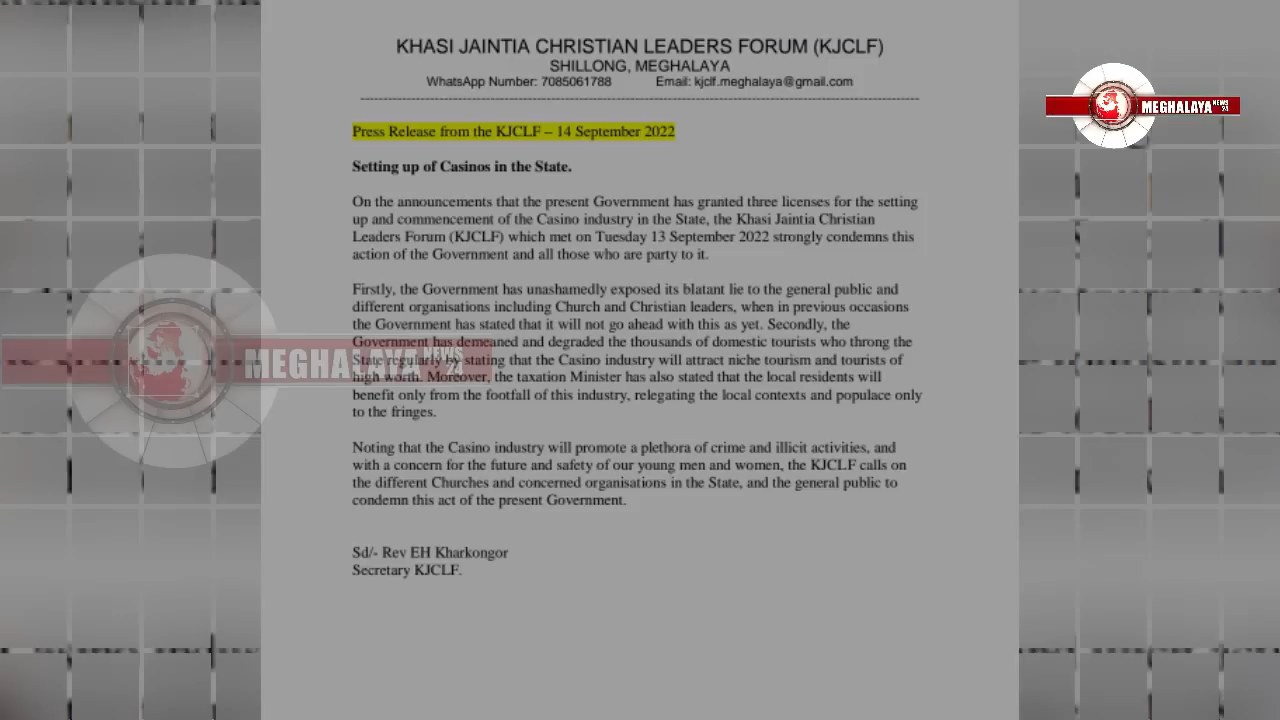 KHASI JAINTIA CHRISTIAN LEADERS FORUM (KJCLF)
SHILLONG, MEGHALAYA
WhatsApp Number: 7085061788 Email: kjclf.meghalaya@gmail.com
MEGHALAYA NEWS 24
Press Release from the KJCLF – 14 September 2022
Setting up of Casinos in the State.
On the announcements that the present Government has granted three licenses for the setting
up and commencement of the Casino industry in the State, the Khasi Jaintia Christian
Leaders Forum (KJCLF) which met on Tuesday 13 September 2022 strongly condemns this
action of the Government and all those who are party to it.
Firstly, the Government has unashamedly exposed its blatant lie to the general public and
different organisations including Church and Christian leaders, when in previous occasions
the Government has stated that it will not go ahead with this as yet. Secondly, the
Government has demeaned and degraded the thousands of domestic tourists who throng the
State regularly by stating that the Casino industry will attract niche tourism and tourists of
high worth. Moreover, the taxation Minister has also stated that the local residents will
benefit only from the footfall of this industry, relegating the local contexts and populace only
to the fringes.
MEGHALAYA NEWS 24
Noting that the Casino industry will promote a plethora of crime and illicit activities, and
with a concern for the future and safety of our young men and women, the KJCLF calls on
the different Churches and concerned organisations in the State, and the general public to
condemn this act of the present Government.
Sd/- Rev EH Kharkongor
Secretary KJCLF.